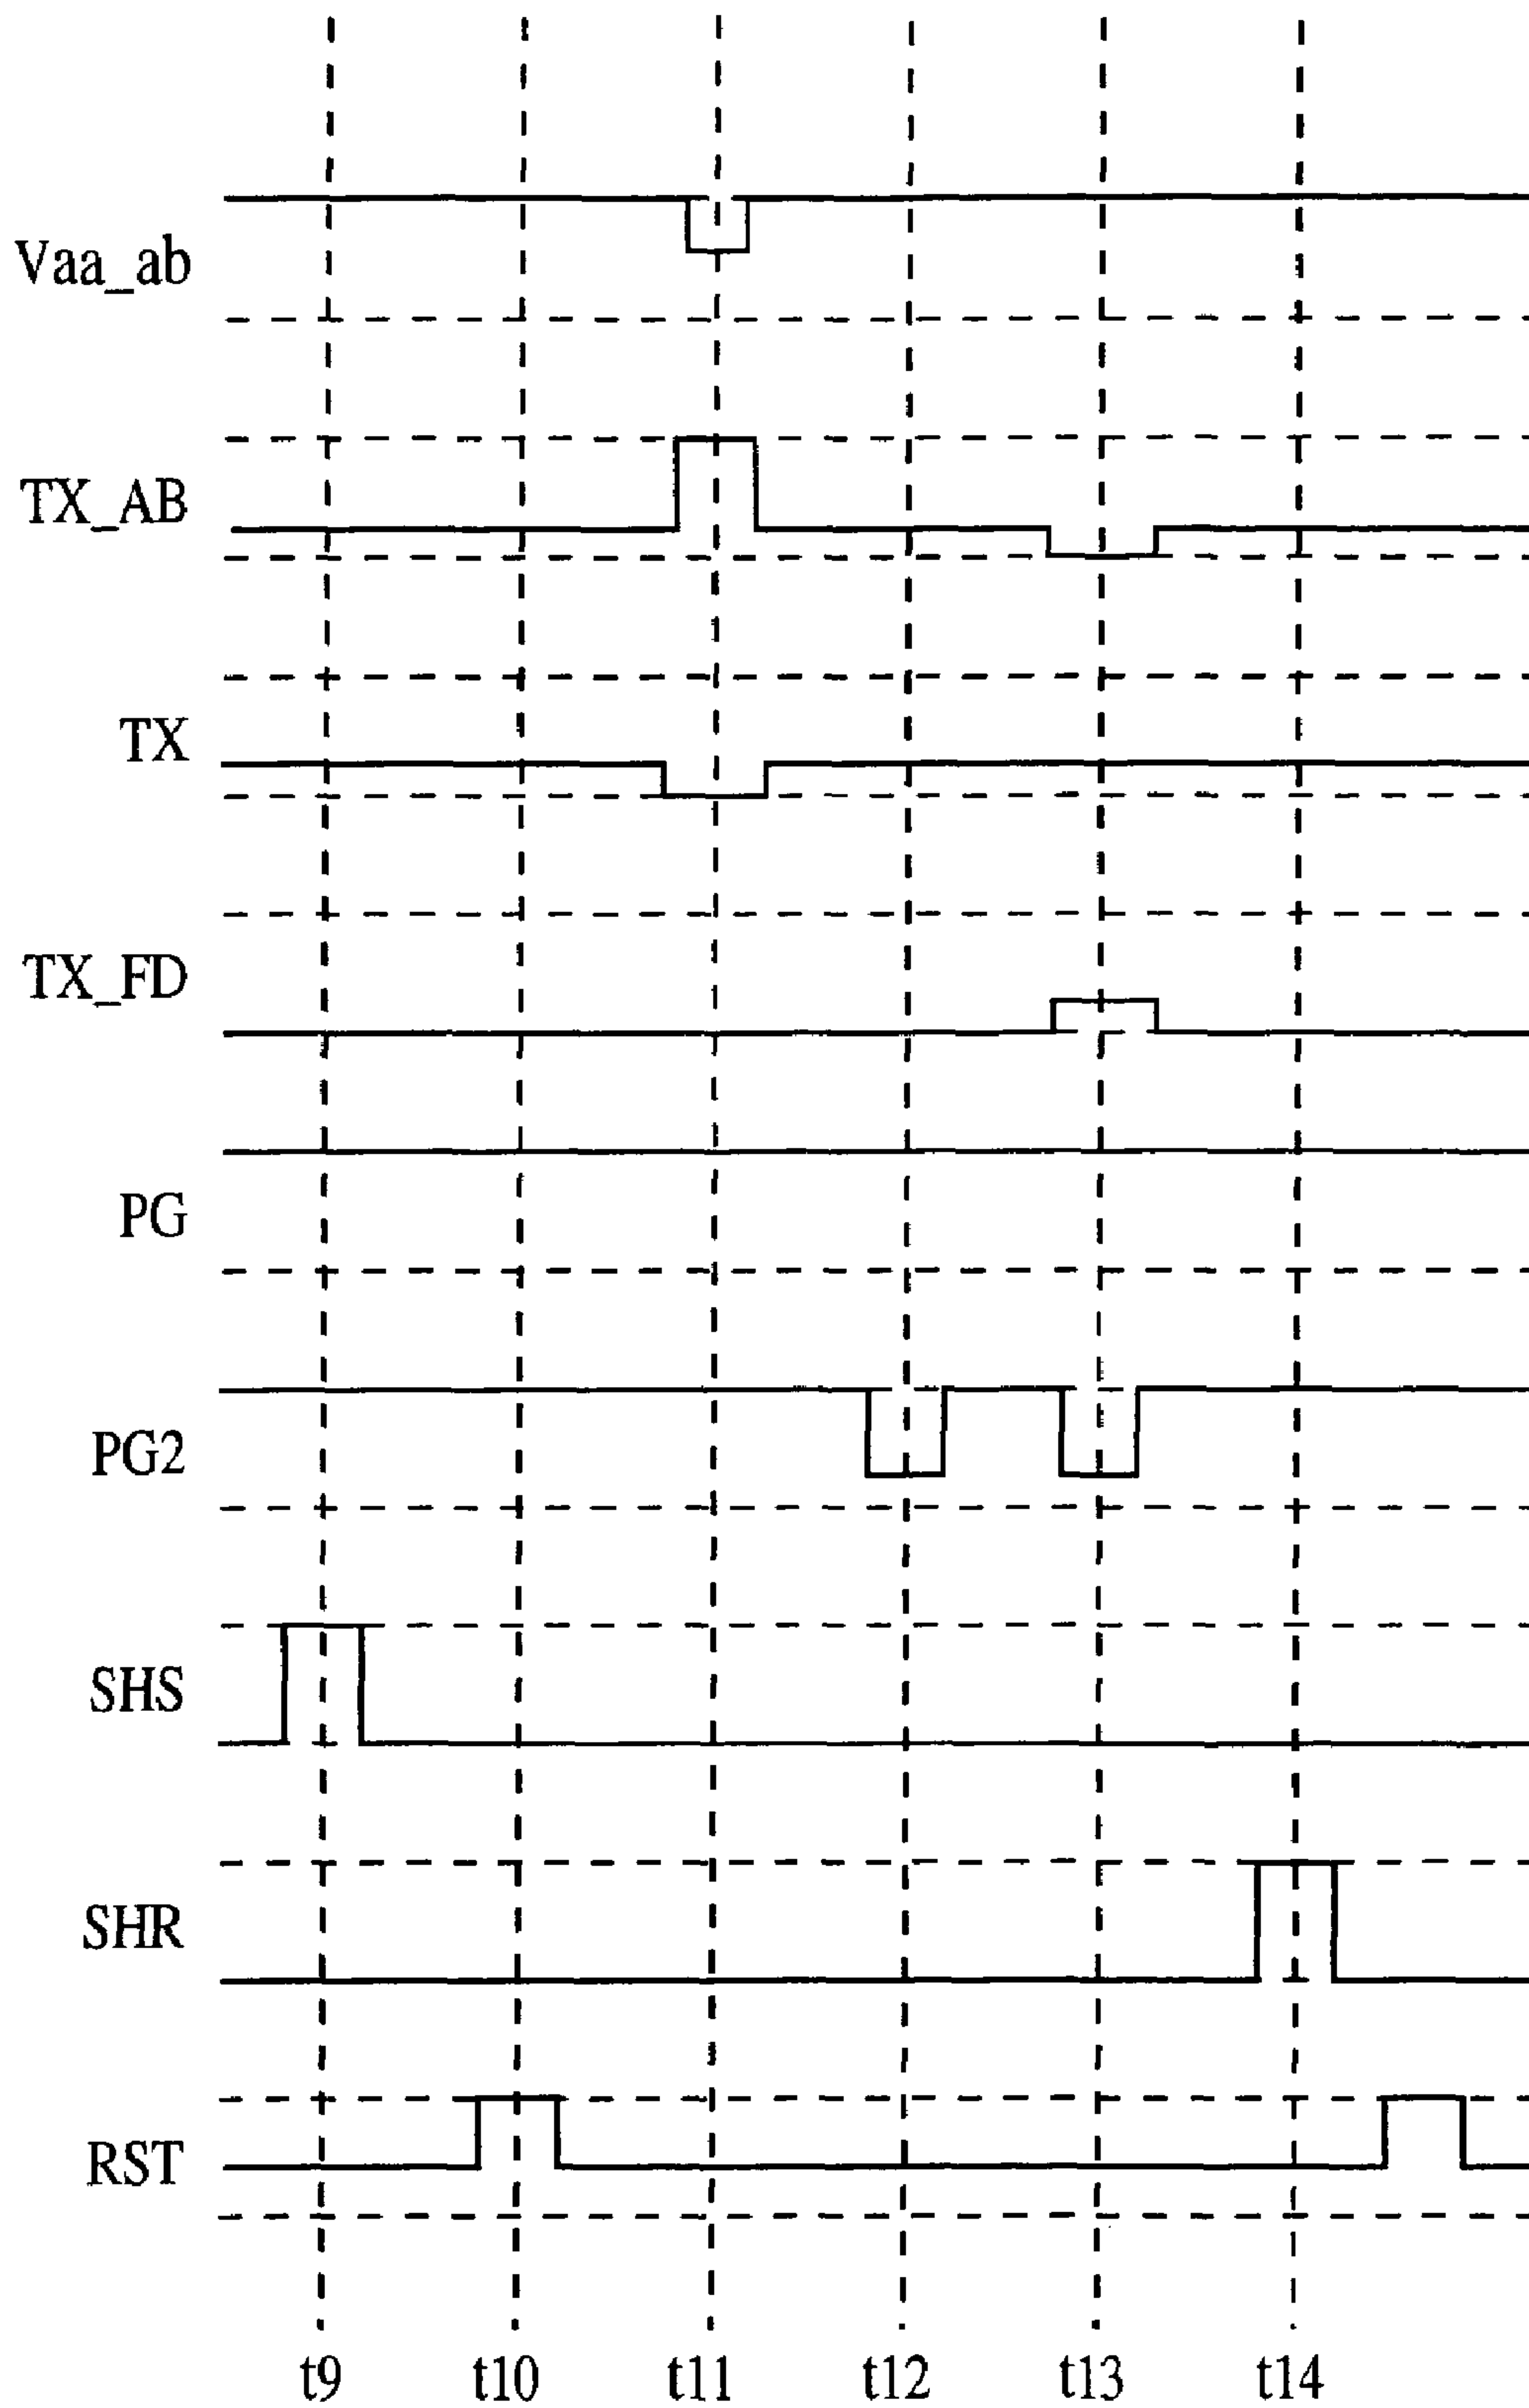 Vaa_ab
TX_AB
TX
TX_FD
PG
PG2
SHS
SHR
RST
t9 t10 t11 t12 t13 t14